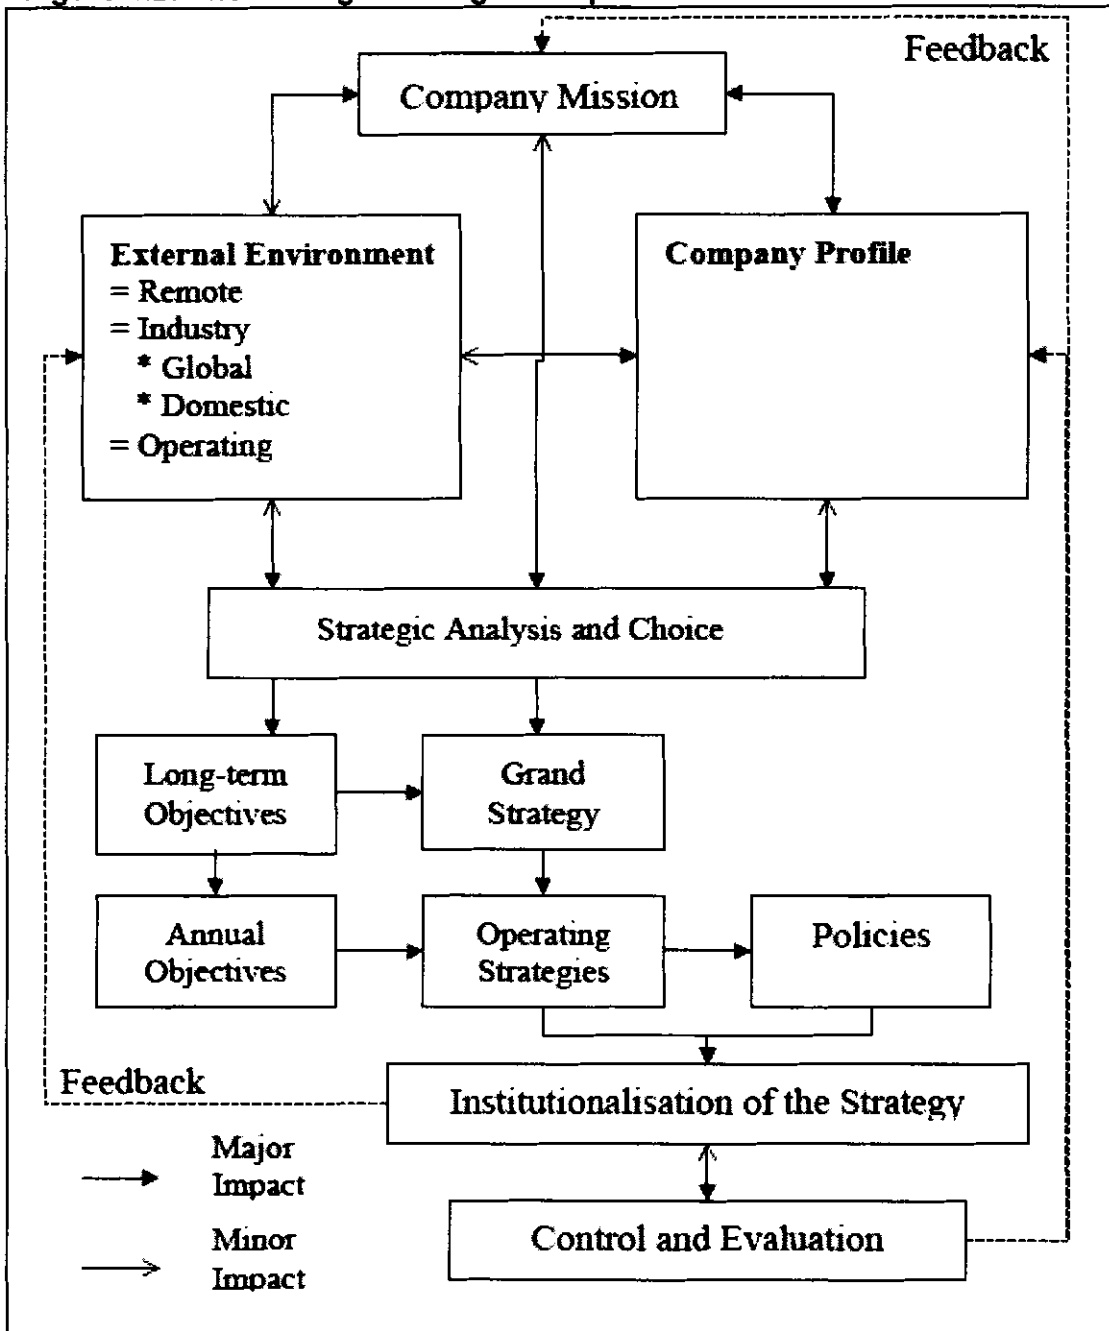 Feedback
Company Mission
External Environment
= Remote
= Industry
* Global
* Domestic
= Operating
Company Profile
Strategic Analysis and Choice
Long-term
Objectives
Grand
Strategy
Annual
Objectives
Operating
Strategies
Policies
Feedback
Institutionalisation of the Strategy
Major
Impact
Control and Evaluation
Minor
Impact